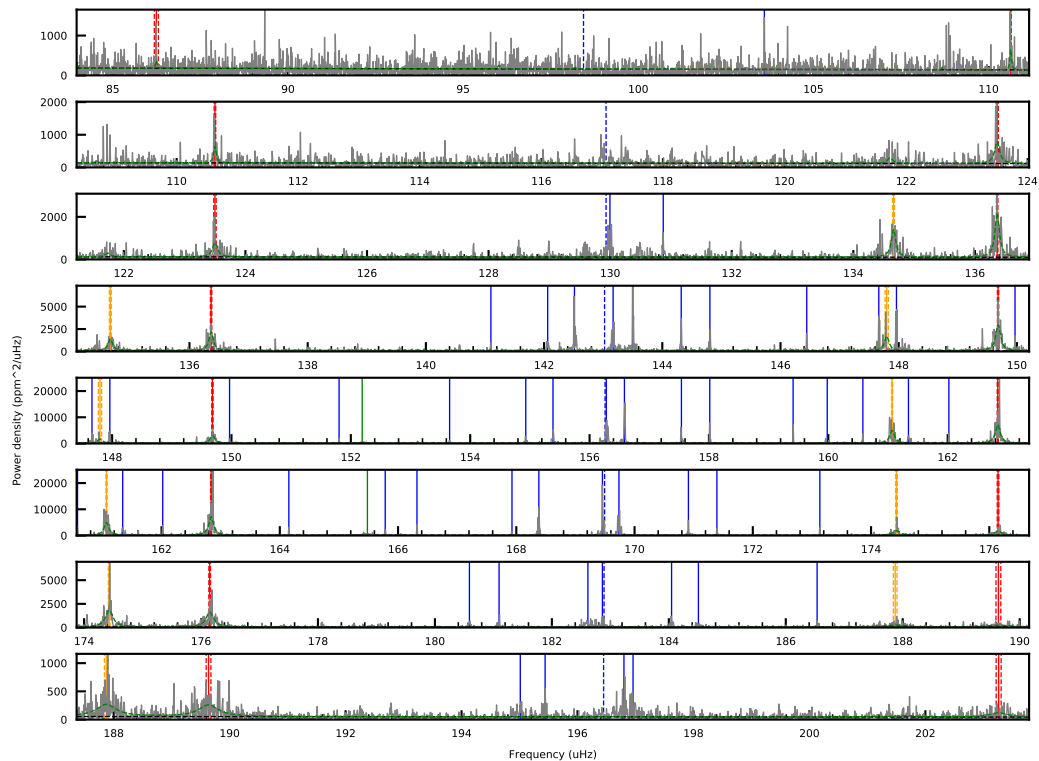 1000
0
85 90 95 100 105 110
2000
1000
0
110 112 114 116 118 120 122 124
2000
0
122 124 126 128 130 132 134 136
5000
2500
0
136 138 140 142 144 146 148 150
20000
10000
0
148 150 152 154 156 158 160 162
20000
10000
0
162 164 166 168 170 172 174 176
5000
2500
0
174 176 178 180 182 184 186 188 190
1000
500
0
188 190 192 194 196 198 200 202
Power density (ppm^2/uHz)
Frequency (uHz)